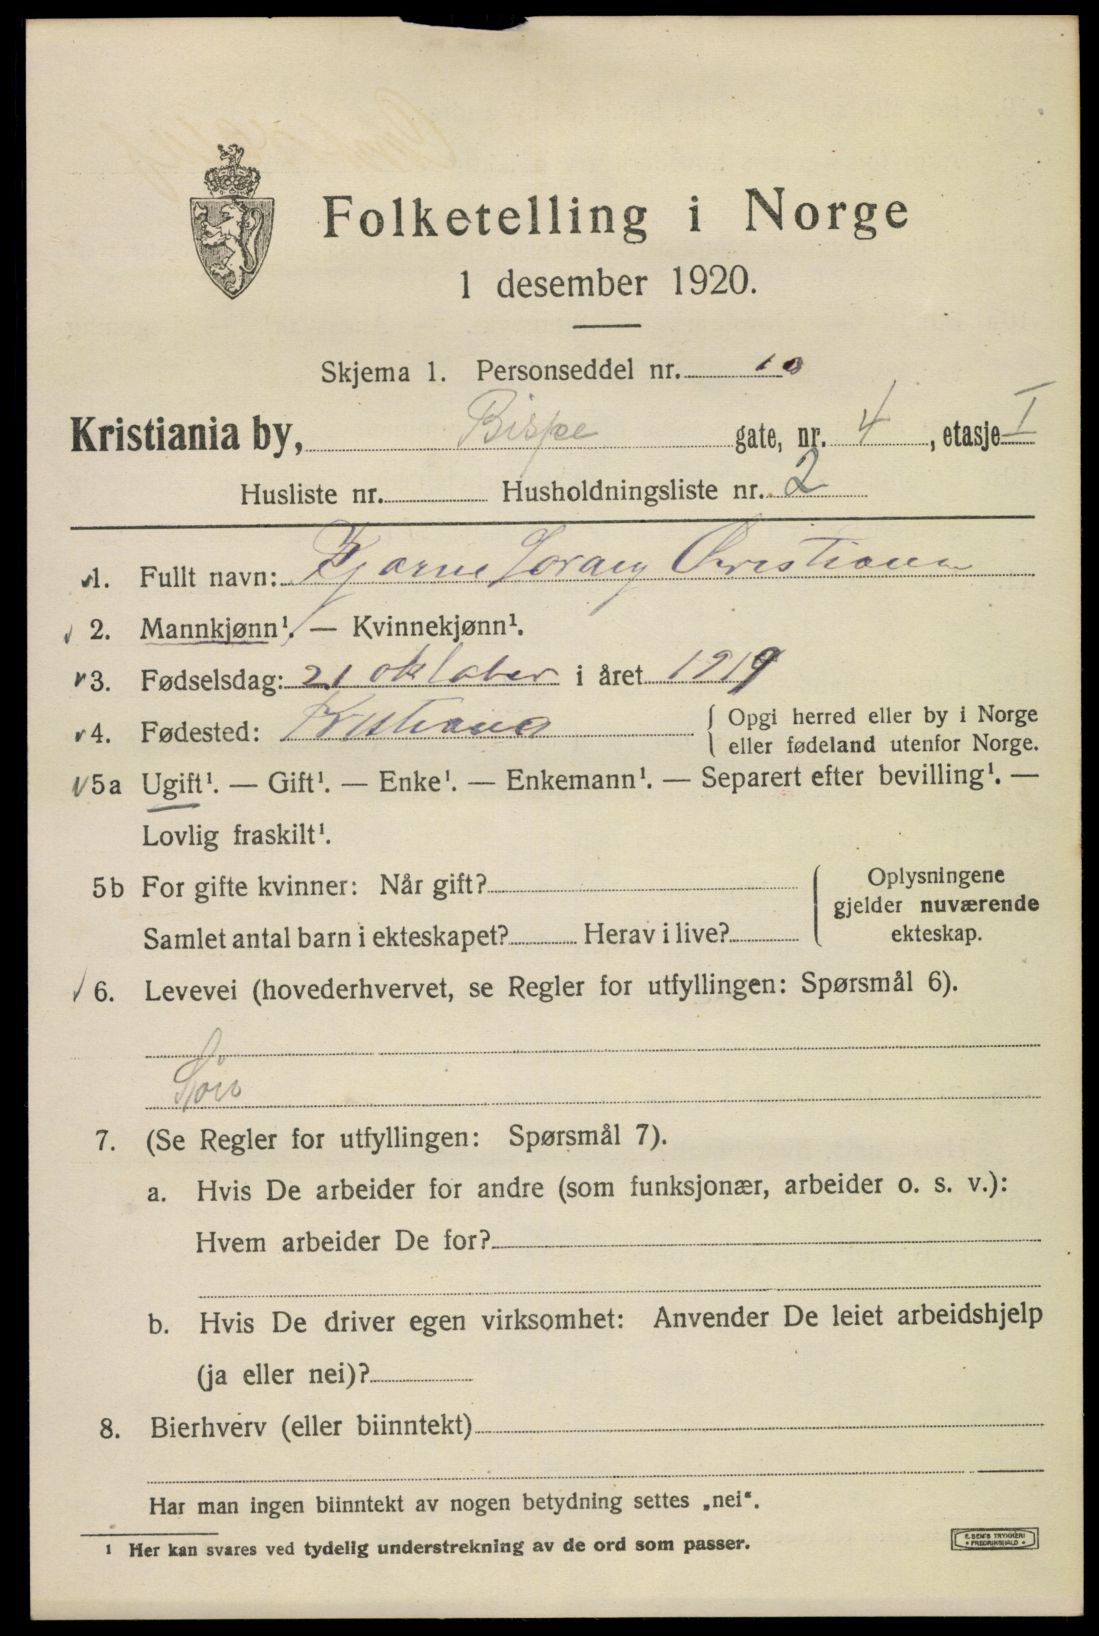 Folketelling i Norge
1 desember 1920.
Skjema 1. Personseddel nr. 10
Kristiania by, Bispe gate, nr. 4, etasje I
Husliste nr. Husholdningsliste nr. 2
1. Fullt navn: Bjarne
2. Mannkjønn¹. — Kvinnekjønn¹.
3. Fødselsdag: 21 oktober i året 1919
4. Fødested: Kristiania { Opgi herred eller by i Norge
eller fødeland utenfor Norge.
5a Ugift¹. — Gift¹. — Enke¹. — Enkemann¹. — Separert efter bevilling¹. —
Lovlig fraskilt¹.
5b For gifte kvinner: Når gift?
Samlet antal barn i ekteskapet? Herav i live?
{ Oplysningene
gjelder nuværende
ekteskap.
6. Levevei (hovederhvervet, se Regler for utfyllingen: Spørsmål 6).
7. (Se Regler for utfyllingen: Spørsmål 7).
a. Hvis De arbeider for andre (som funksjonær, arbeider o. s. v.):
Hvem arbeider De for?
b. Hvis De driver egen virksomhet: Anvender De leiet arbeidshjelp
(ja eller nei)?
8. Bierhverv (eller biinntekt)
Har man ingen biinntekt av nogen betydning settes „nei“.
¹ Her kan svares ved tydelig understrekning av de ord som passer.
E. SEM'S TRYKKERI
• FREDRIKSHALD •